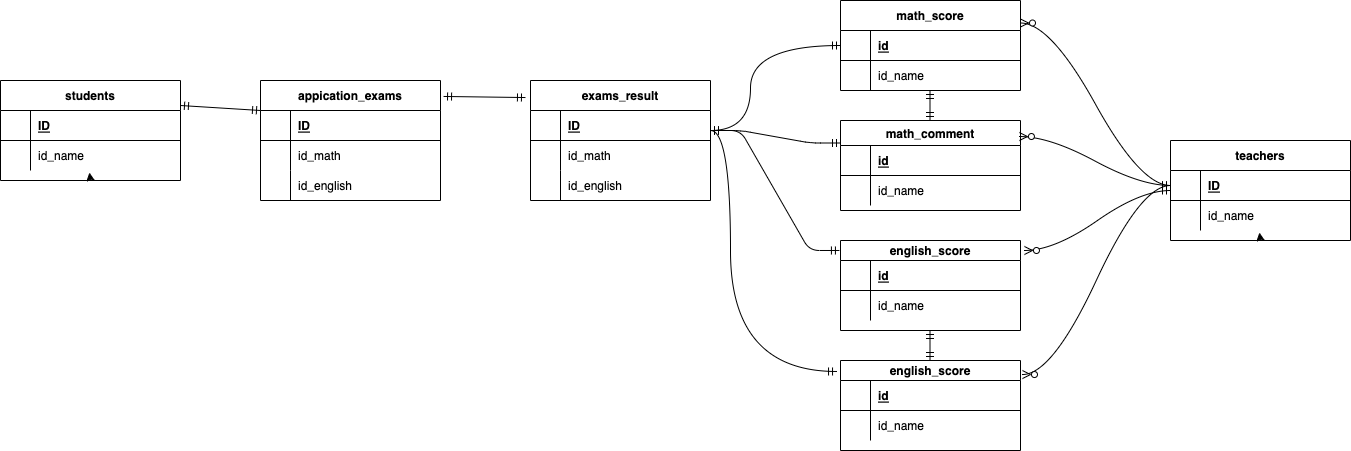 students
ID
id_name
appication_exams
ID
id_math
id_english
exams_result
ID
id_math
id_english
math_score
id
id_name
math_comment
id
id_name
english_score
id
id_name
english_score
id
id_name
teachers
ID
id_name